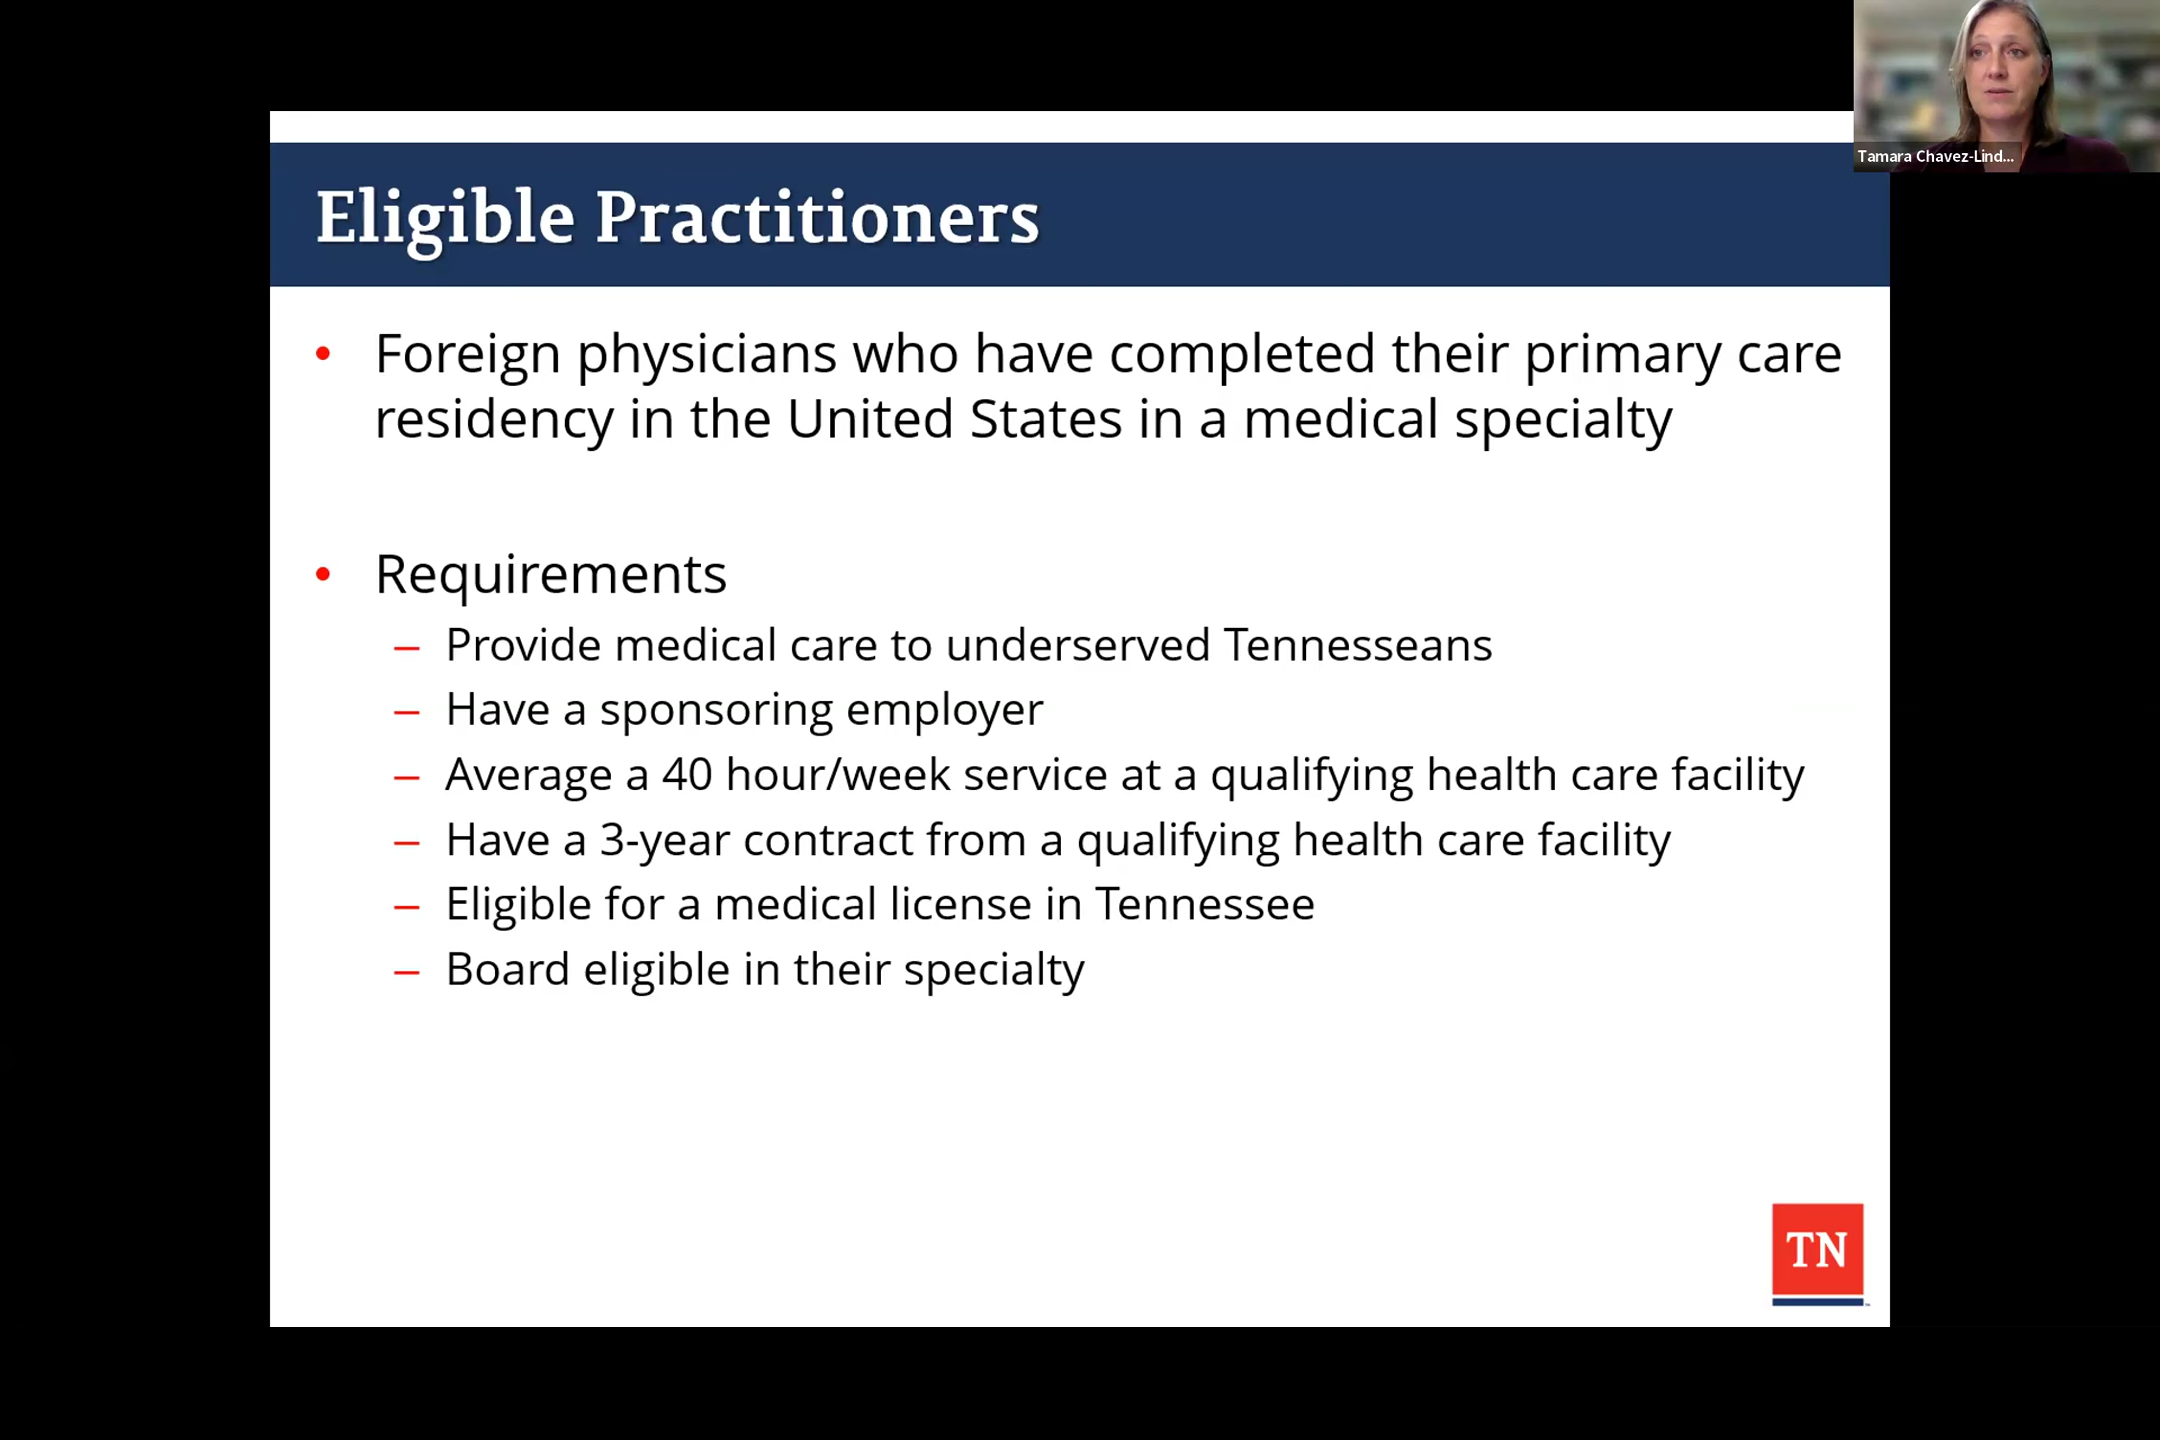 Tamara Chavez-Lind...
Eligible Practitioners
• Foreign physicians who have completed their primary care
residency in the United States in a medical specialty
• Requirements
– Provide medical care to underserved Tennesseans
– Have a sponsoring employer
– Average a 40 hour/week service at a qualifying health care facility
– Have a 3-year contract from a qualifying health care facility
– Eligible for a medical license in Tennessee
– Board eligible in their specialty
TN